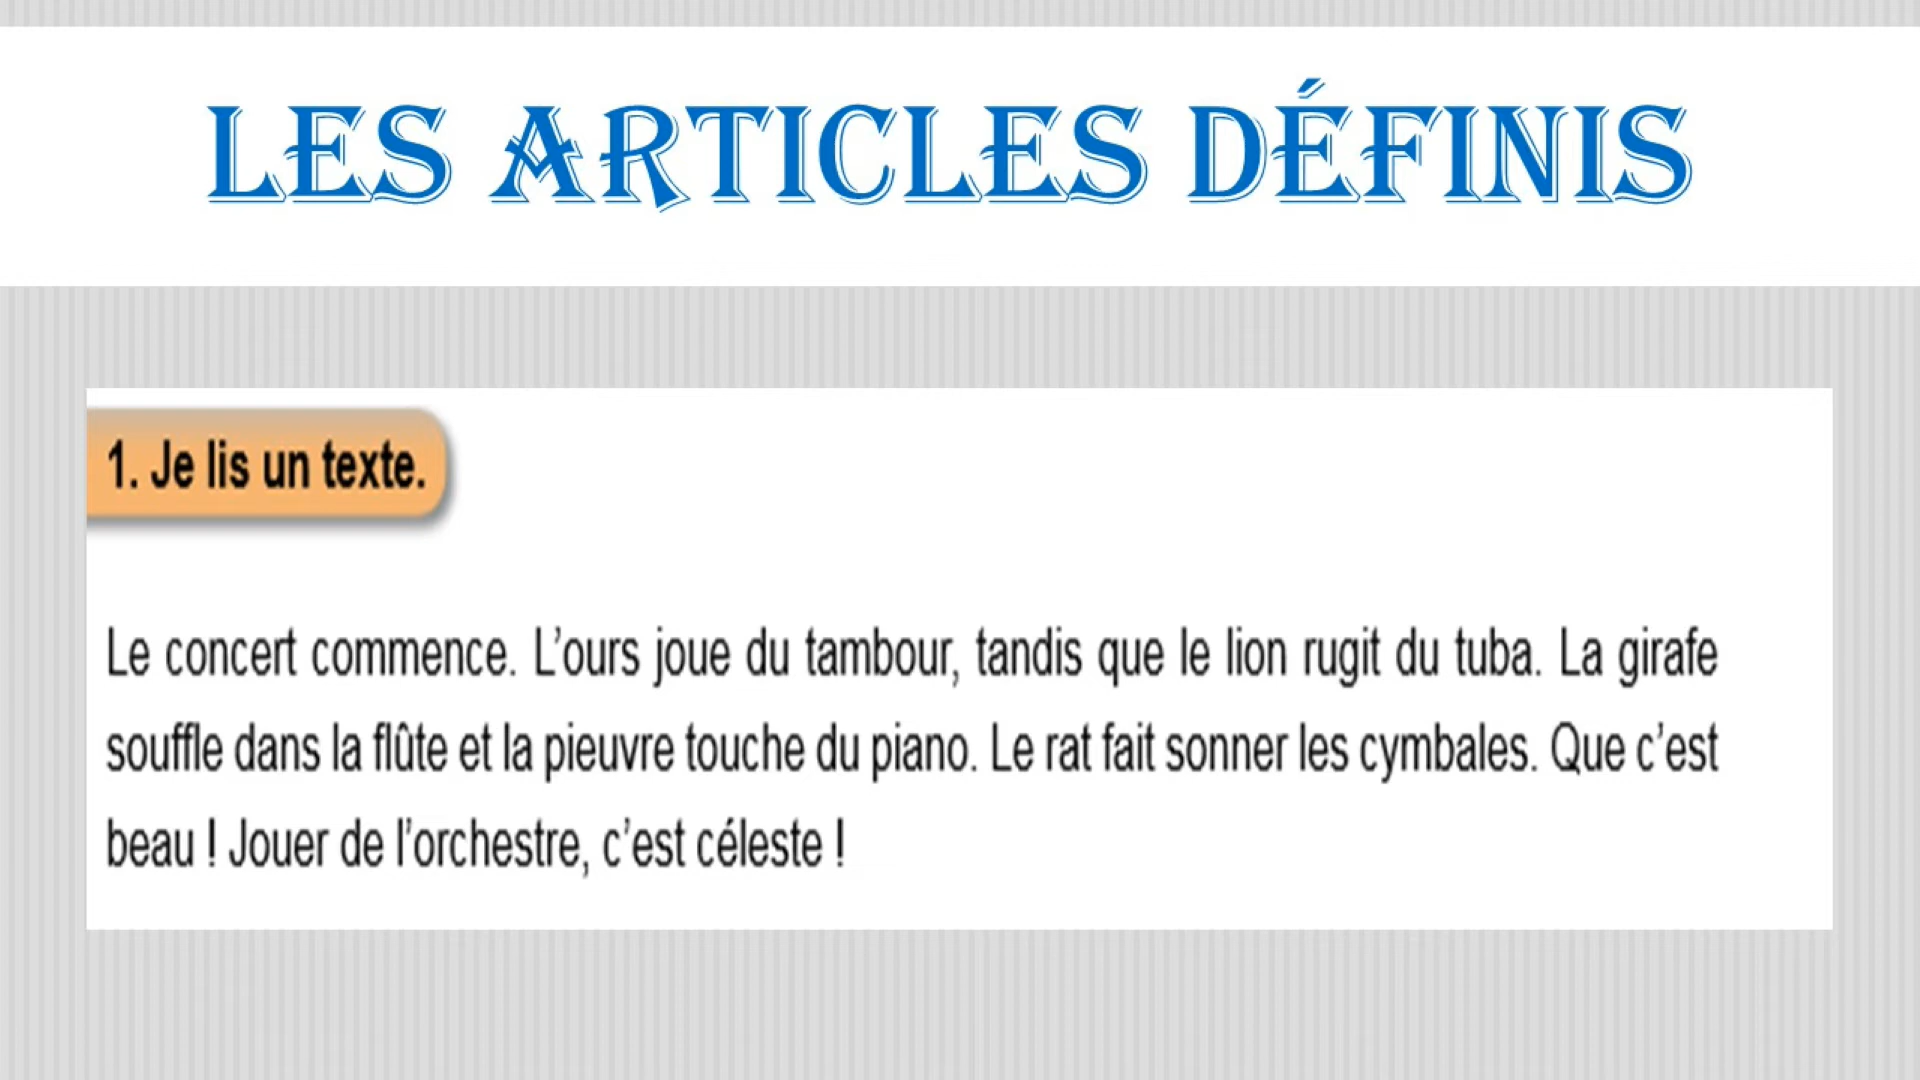 LES ARTICLES DÉFINIS
1. Je lis un texte.
Le concert commence. L’ours joue du tambour, tandis que le lion rugit du tuba. La girafe
souffle dans la flûte et la pieuvre touche du piano. Le rat fait sonner les cymbales. Que c’est
beau ! Jouer de l’orchestre, c’est céleste !